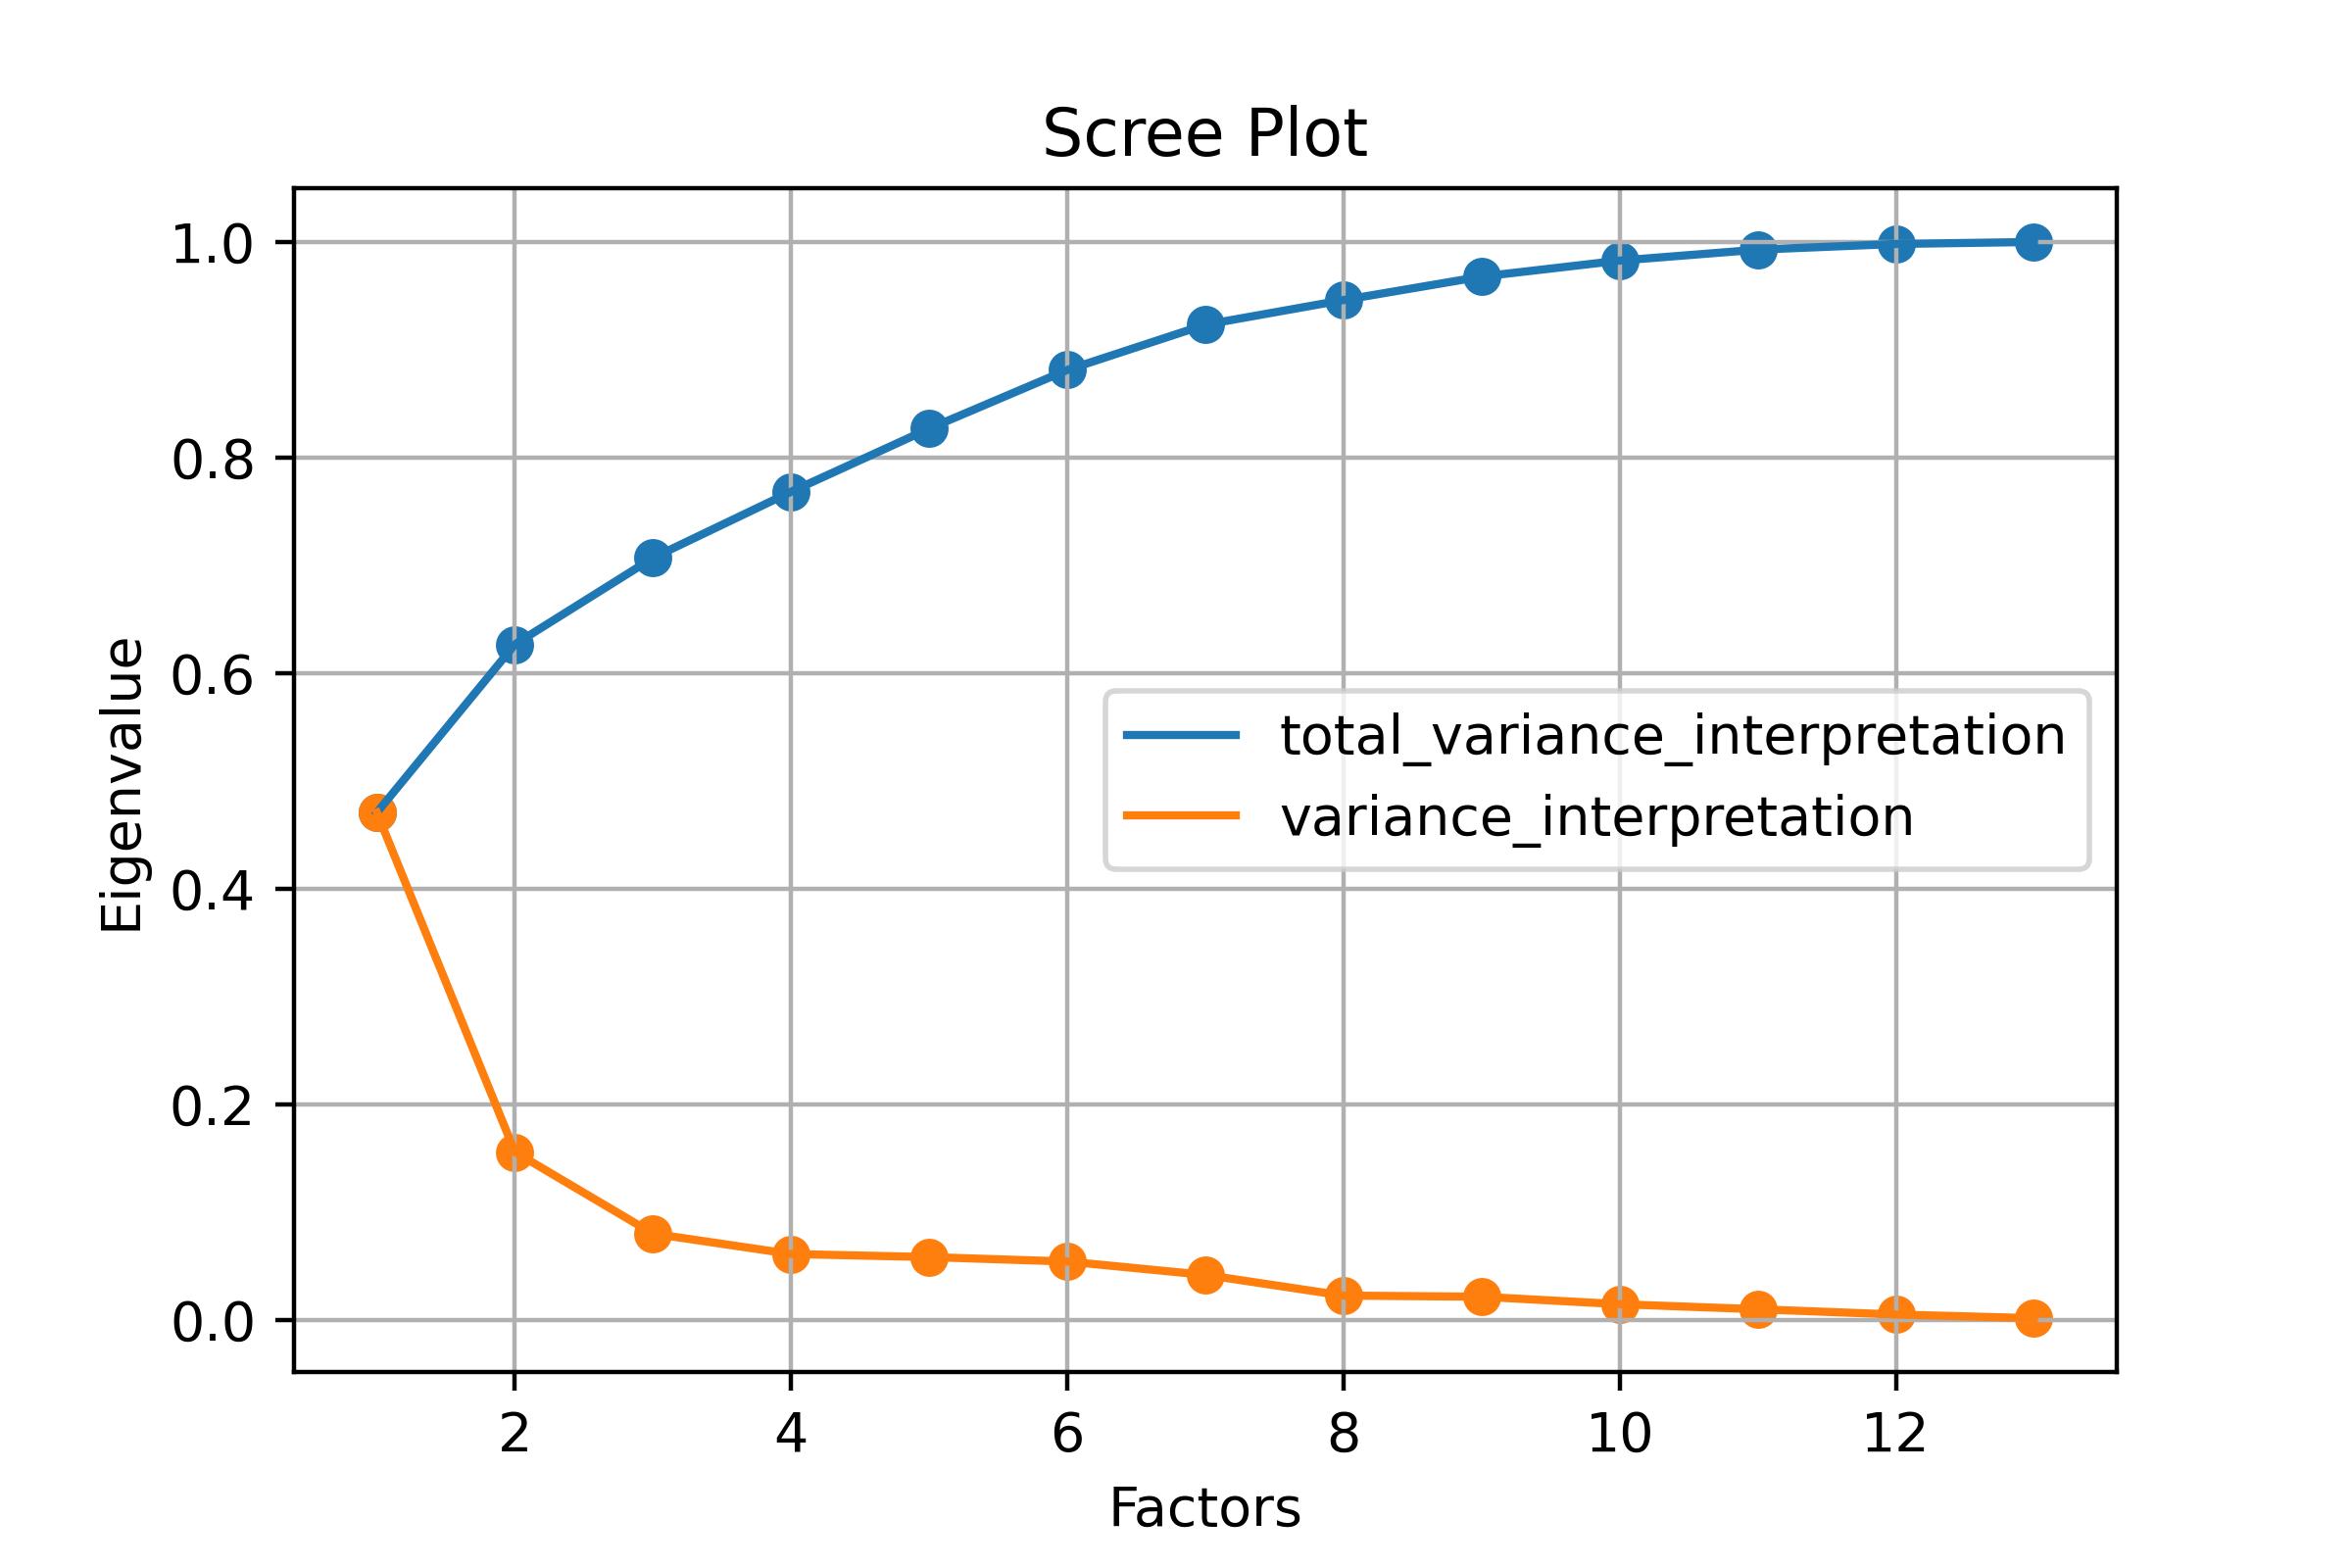 Scree Plot
1.0
0.8
0.6
0.4
0.2
0.0
Eigenvalue
total_variance_interpretation
variance_interpretation
2 4 6 8 10 12
Factors